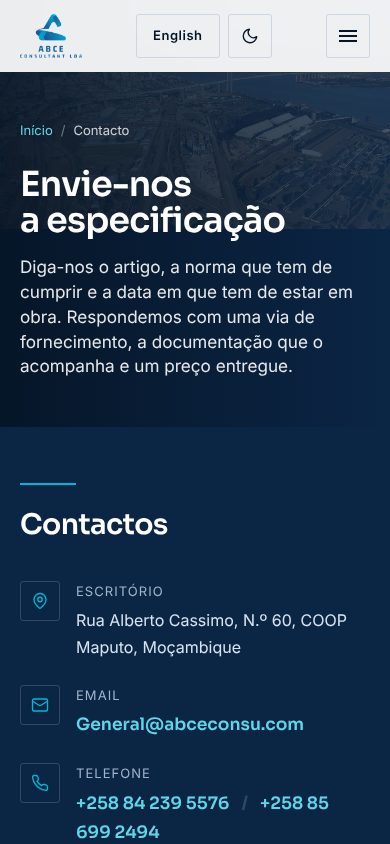 ABCE
CONSULTANT LDA
English
Início / Contacto
Envie-nos
a especificação
Diga-nos o artigo, a norma que tem de
cumprir e a data em que tem de estar em
obra. Respondemos com uma via de
fornecimento, a documentação que o
acompanha e um preço entregue.
Contactos
ESCRITÓRIO
Rua Alberto Cassimo, N.º 60, COOP
Maputo, Moçambique
EMAIL
General@abceconsu.com
TELEFONE
+258 84 239 5576 / +258 85
699 2494